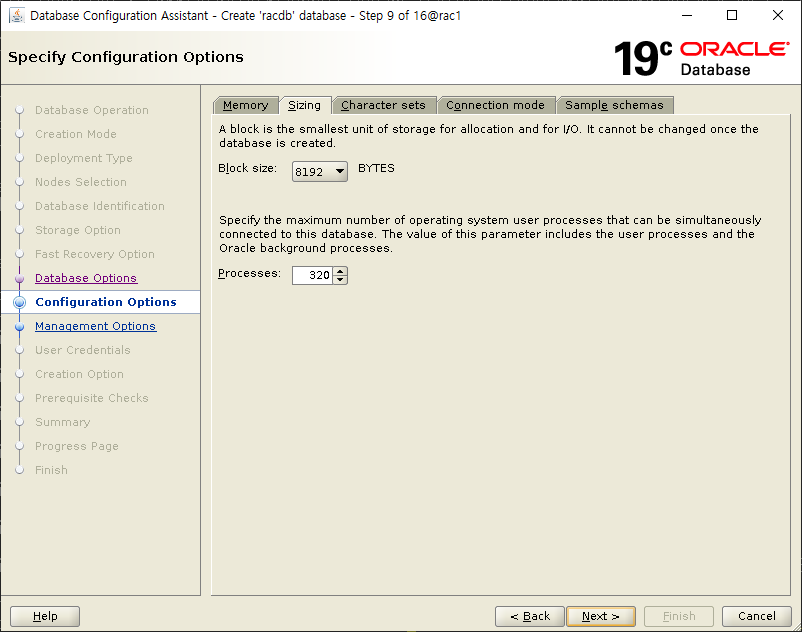 Database Configuration Assistant - Create 'racdb' database - Step 9 of 16@rac1
Specify Configuration Options
19c ORACLE
Database
Database Operation
Creation Mode
Deployment Type
Nodes Selection
Database Identification
Storage Option
Fast Recovery Option
Database Options
Configuration Options
Management Options
User Credentials
Creation Option
Prerequisite Checks
Summary
Progress Page
Finish
Memory Sizing Character sets Connection mode Sample schemas
A block is the smallest unit of storage for allocation and for I/O. It cannot be changed once the
database is created.
Block size: 8192 BYTES
Specify the maximum number of operating system user processes that can be simultaneously
connected to this database. The value of this parameter includes the user processes and the
Oracle background processes.
Processes: 320
Help < Back Next > Finish Cancel